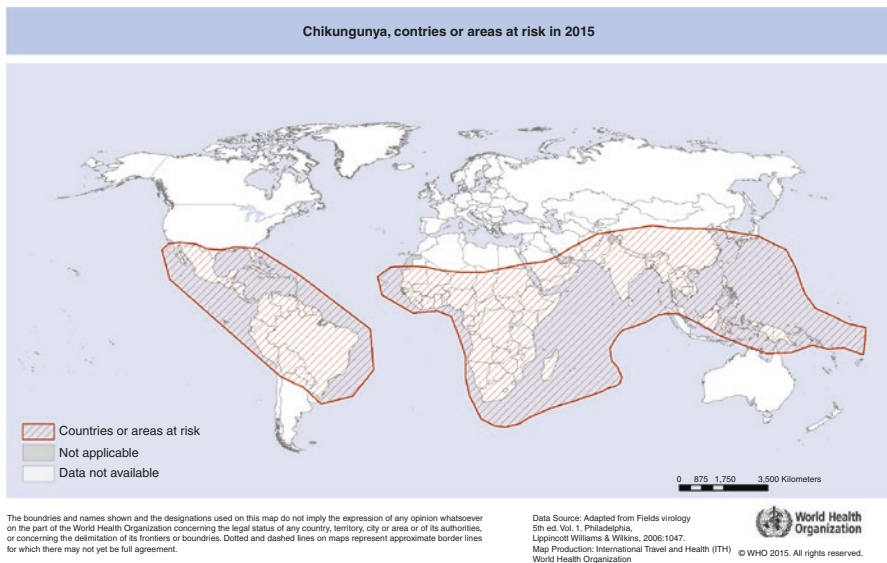 Chikungunya, contries or areas at risk in 2015
Countries or areas at risk
Not applicable
Data not available
0 875 1,750 3,500 Kilometers
The boundries and names shown and the designations used on this map do not imply the expression of any opinion whatsoever
on the part of the World Health Organization concerning the legal status of any country, territory, city or area or of its authorities,
or concerning the delimitation of its frontiers or boundries. Dotted and dashed lines on maps represent approximate border lines
for which there may not yet be full agreement.
Data Source: Adapted from Fields virology
5th ed. Vol. 1. Philadelphia,
Lippincott Williams & Wilkins, 2006:1047.
Map Production: International Travel and Health (ITH)
World Health Organization
World Health
Organization
© WHO 2015. All rights reserved.